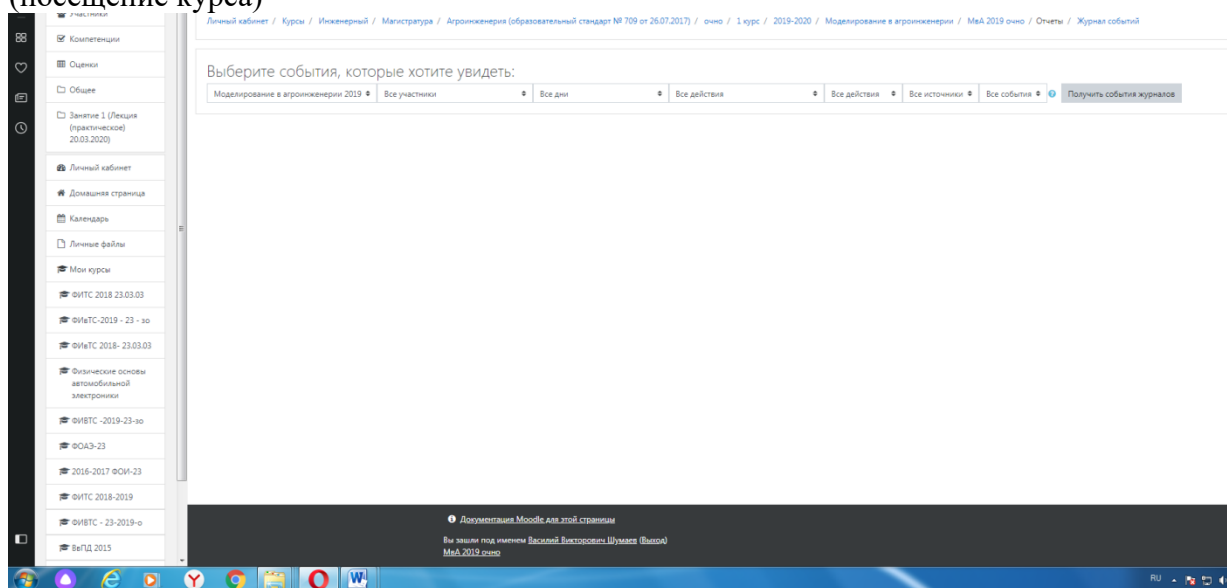 (посещение курса)
Участники
Компетенции
Оценки
Общее
Занятие 1 (Лекция
(практическое)
20.03.2020)
Личный кабинет
Домашняя страница
Календарь
Личные файлы
Мои курсы
ФИТС 2018 23.03.03
ФИвТС-2019 - 23 - зо
ФИвТС 2018- 23.03.03
Физические основы
автомобильной
электроники
ФИВТС -2019-23-зо
ФОАЭ-23
2016-2017 ФОИ-23
ФИТС 2018-2019
ФИВТС - 23-2019-о
ВвПД 2015
Личный кабинет / Курсы / Инженерный / Магистратура / Агроинженерия (образовательный стандарт № 709 от 26.07.2017) / очно / 1 курс / 2019-2020 / Моделирование в агроинженерии / МвА 2019 очно / Отчеты / Журнал событий
Выберите события, которые хотите увидеть:
Моделирование в агроинженерии 2019 Все участники Все дни Все действия Все действия Все источники Все события Получить события журналов
Документация Moodle для этой страницы
Вы зашли под именем Василий Викторович Шумаев (Выход)
МвА 2019 очно
RU